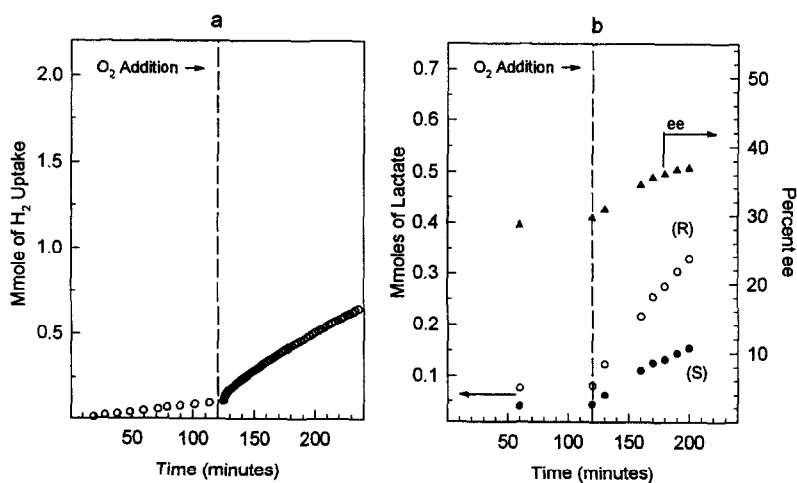 a
O₂ Addition →
Mmole of H₂ Uptake
2.0
1.5
1.0
0.5
50 100 150 200
Time (minutes)
b
O₂ Addition →
ee
(R)
(S)
Mmoles of Lactate
0.7
0.6
0.5
0.4
0.3
0.2
0.1
Percent ee
50
40
30
20
10
0 50 100 150 200
Time (minutes)